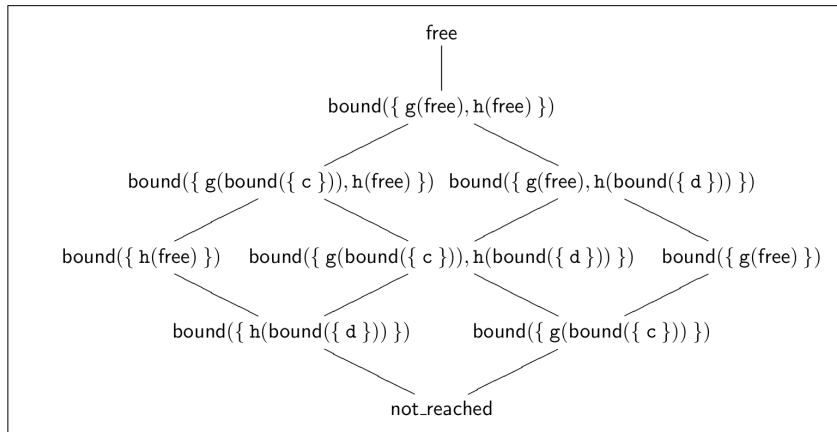 free
bound({ g(free), h(free) })
bound({ g(bound({ c })), h(free) }) bound({ g(free), h(bound({ d })) })
bound({ h(free) }) bound({ g(bound({ c })), h(bound({ d })) }) bound({ g(free) })
bound({ h(bound({ d })) }) bound({ g(bound({ c })) })
not_reached